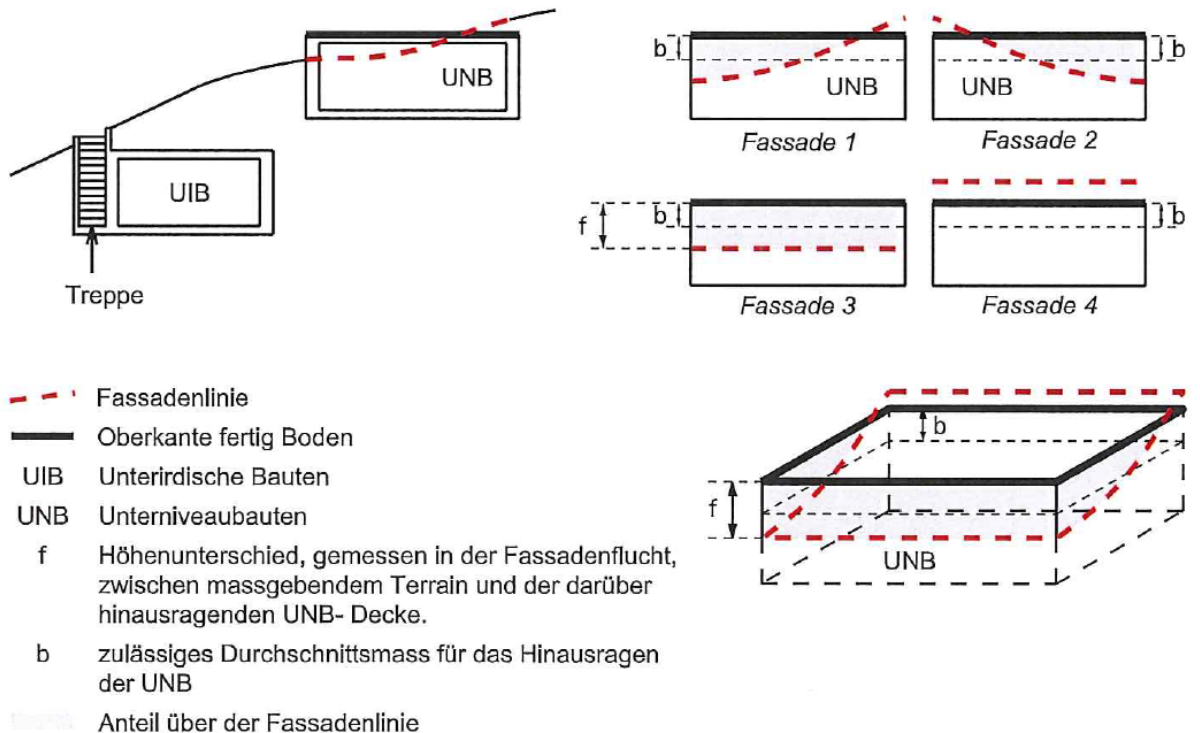 UNB
UIB
Treppe
b
UNB
Fassade 1
UNB
b
Fassade 2
f
b
Fassade 3
b
Fassade 4
Fassadenlinie
Oberkante fertig Boden
UIB Unterirdische Bauten
UNB Unterniveaubauten
f Höhenunterschied, gemessen in der Fassadenflucht,
zwischen massgebendem Terrain und der darüber
hinausragenden UNB- Decke.
b zulässiges Durchschnittsmass für das Hinausragen
der UNB
Anteil über der Fassadenlinie
b
f
UNB